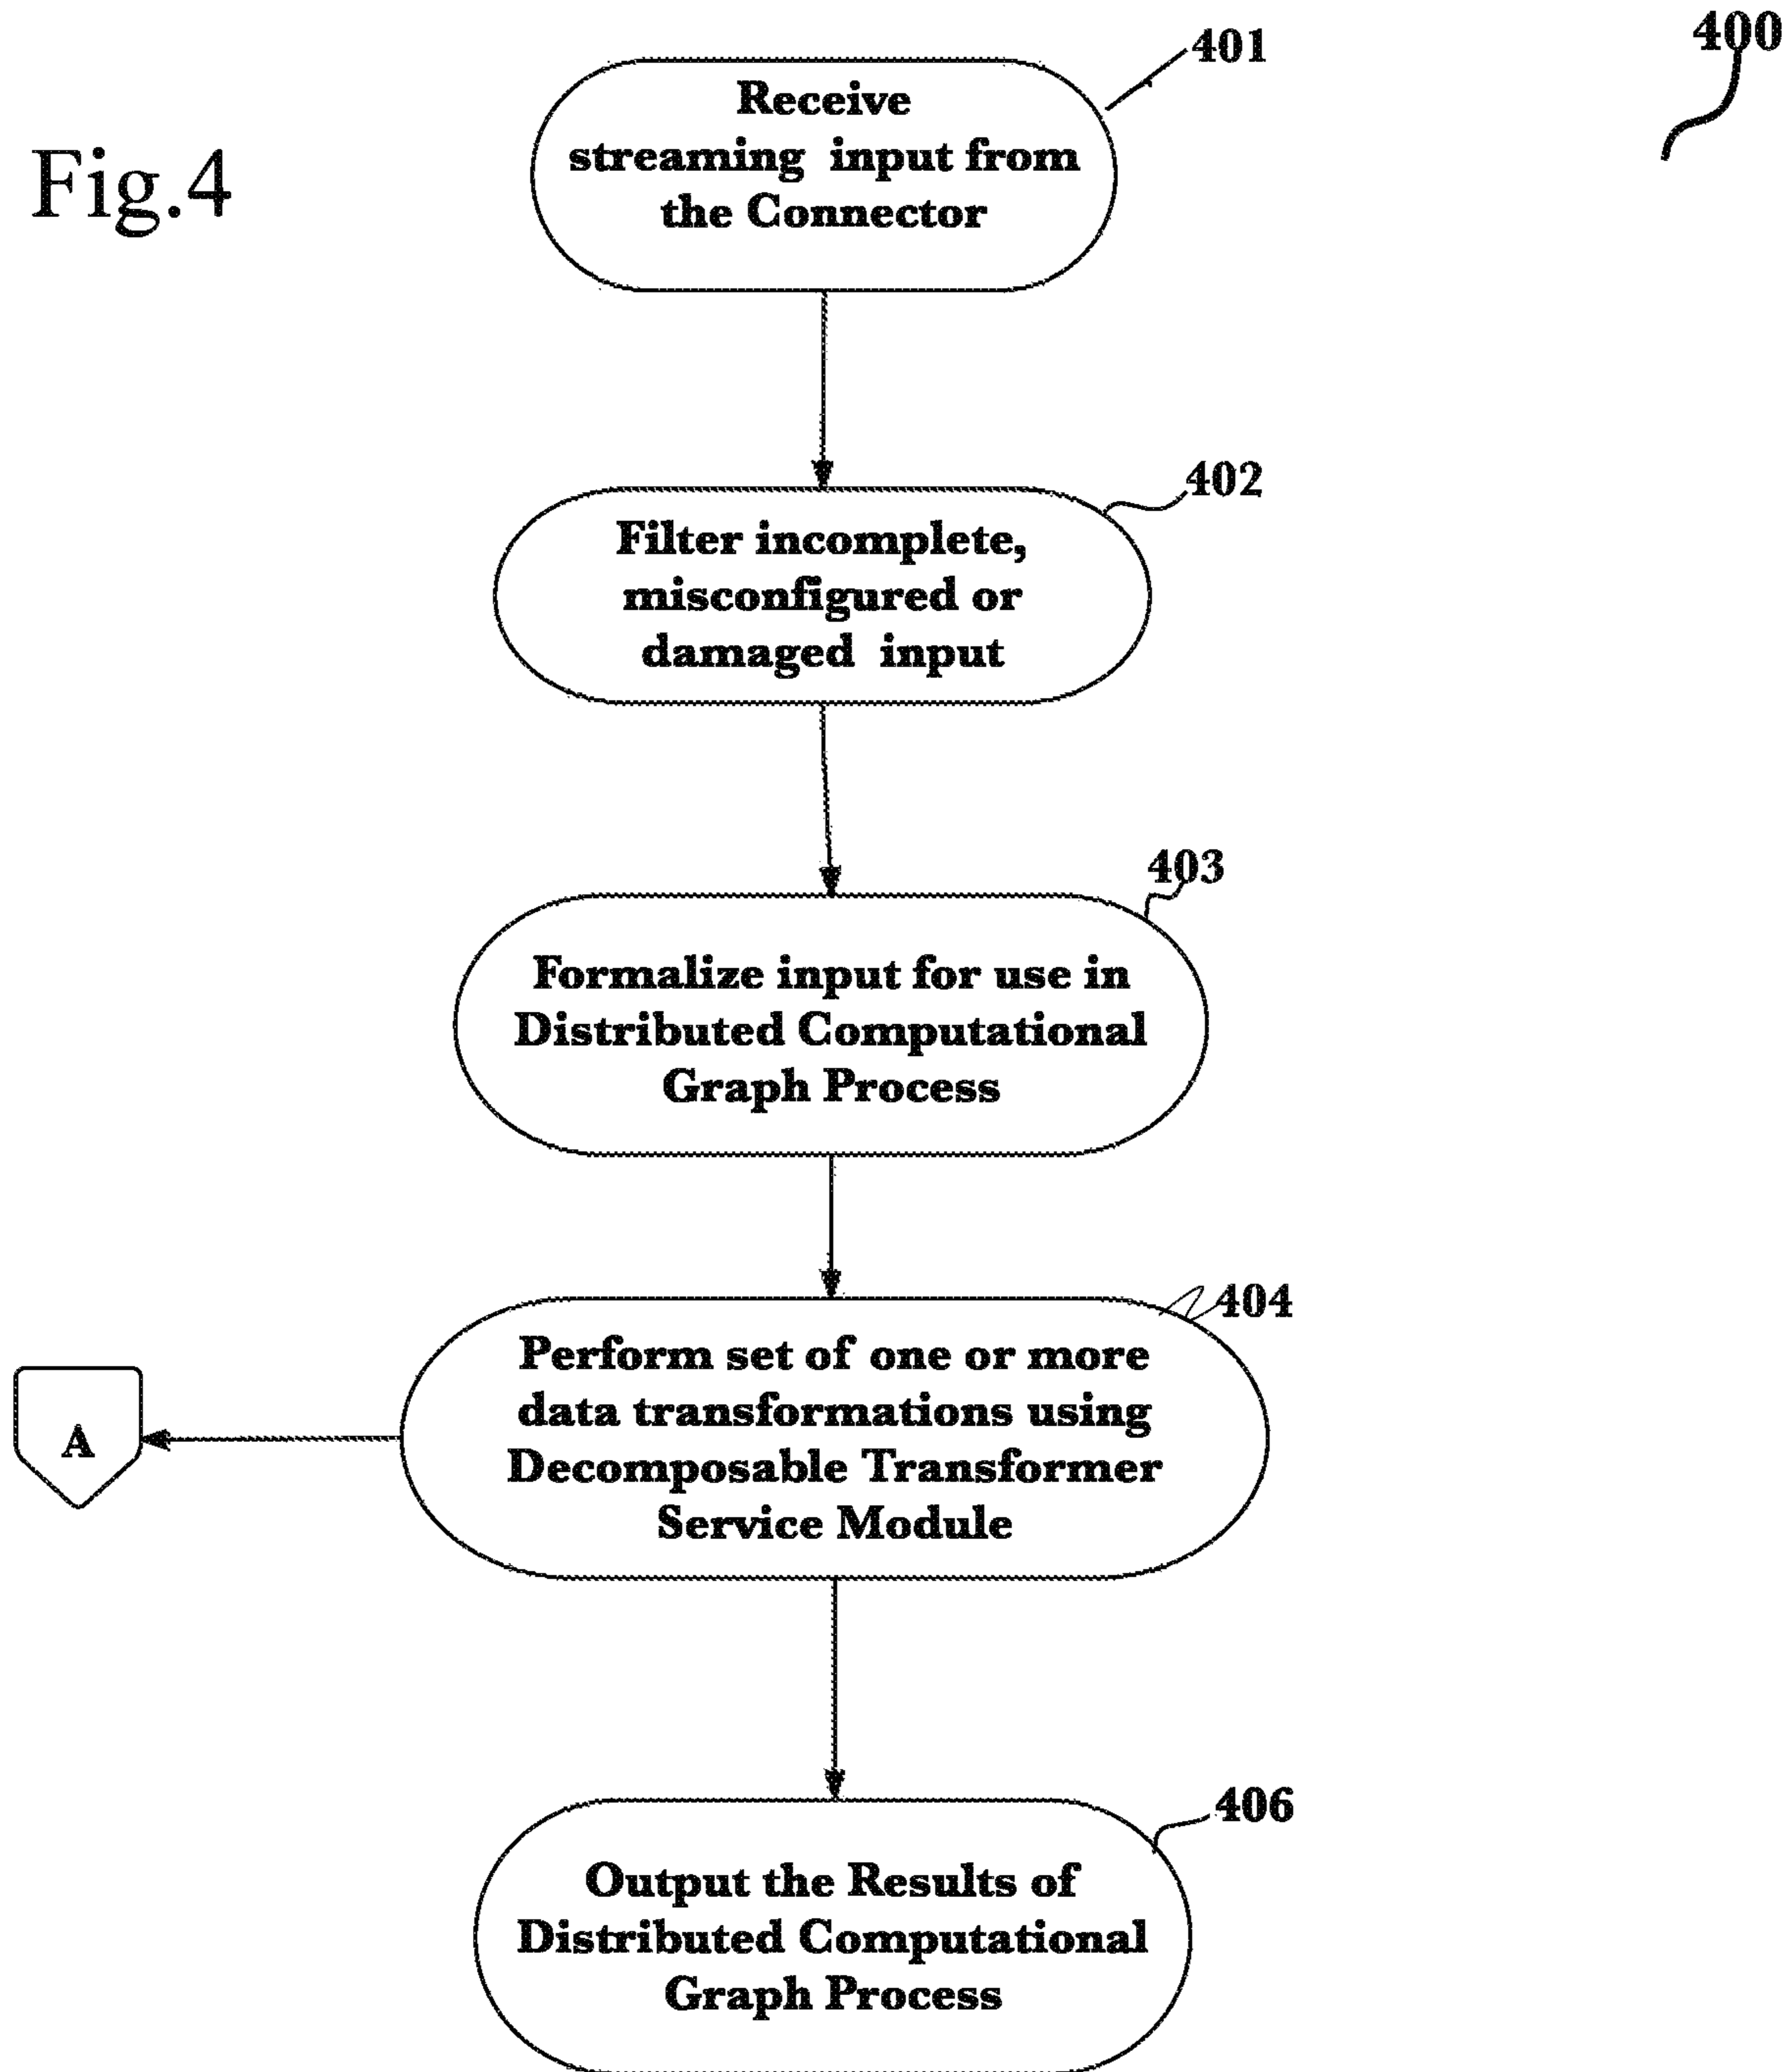 400
401
Fig.4
Receive
streaming input from
the Connector
402
Filter incomplete,
misconfigured or
damaged input
403
Formalize input for use in
Distributed Computational
Graph Process
404
Perform set of one or more
data transformations using
Decomposable Transformer
Service Module
A
406
Output the Results of
Distributed Computational
Graph Process